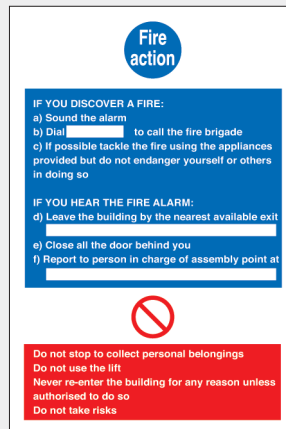 Fire
action
IF YOU DISCOVER A FIRE:
a) Sound the alarm
b) Dial to call the fire brigade
c) If possible tackle the fire using the appliances
provided but do not endanger yourself or others
in doing so
IF YOU HEAR THE FIRE ALARM:
d) Leave the building by the nearest available exit
e) Close all the door behind you
f) Report to person in charge of assembly point at
Do not stop to collect personal belongings
Do not use the lift
Never re-enter the building for any reason unless
authorised to do so
Do not take risks